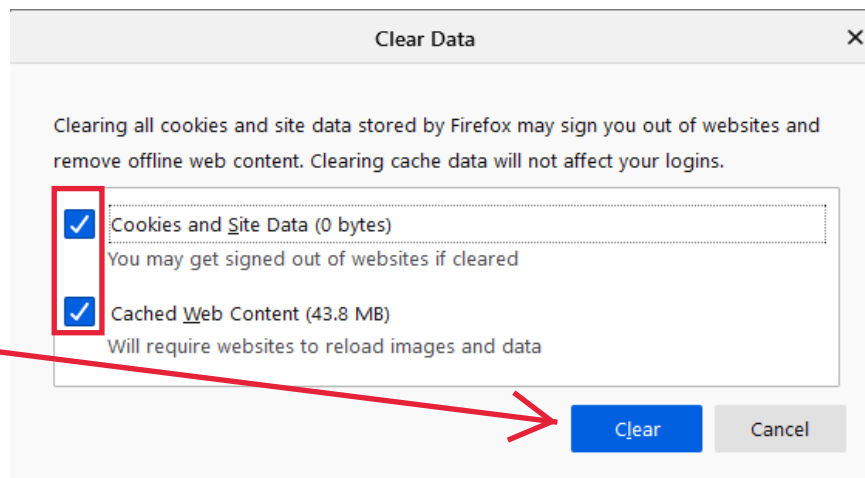 Clear Data
Clearing all cookies and site data stored by Firefox may sign you out of websites and
remove offline web content. Clearing cache data will not affect your logins.
Cookies and Site Data (0 bytes)
You may get signed out of websites if cleared
Cached Web Content (43.8 MB)
Will require websites to reload images and data
Clear Cancel